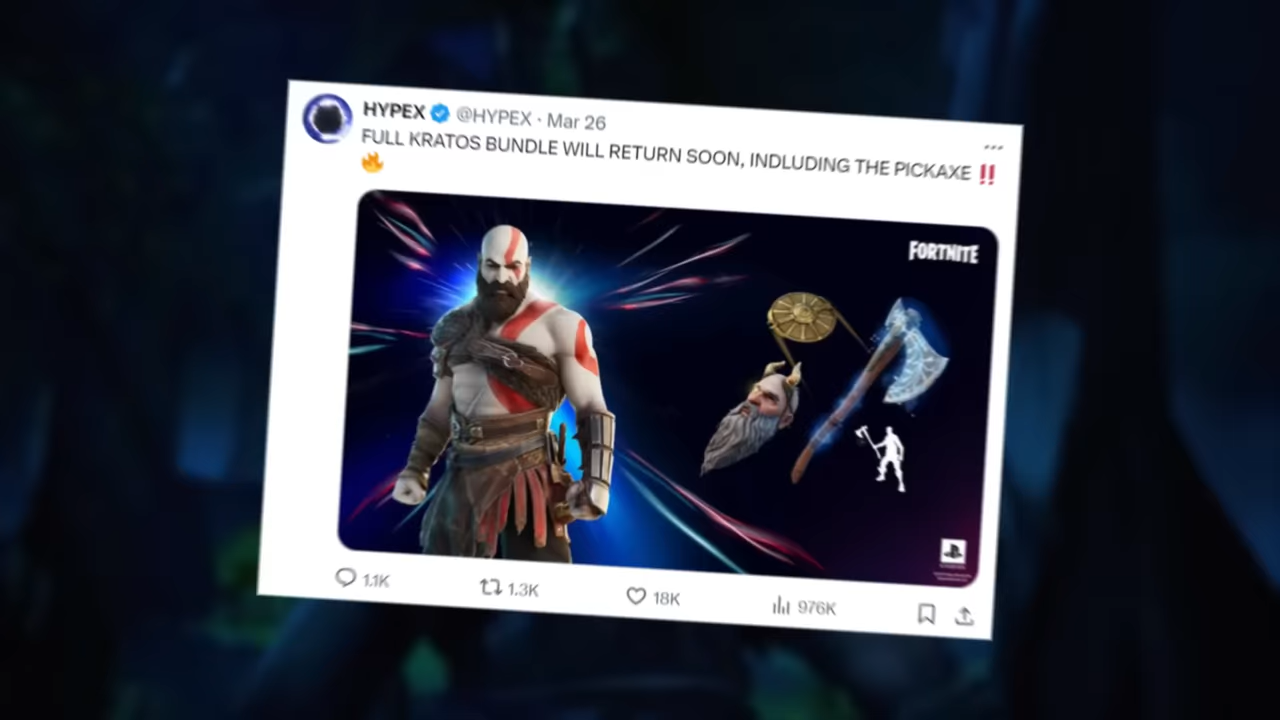 HYPEX @HYPEX · Mar 26
FULL KRATOS BUNDLE WILL RETURN SOON, INDLUDING THE PICKAXE ‼️
🔥
FORTNITE
1.1K 1.3K 18K 976K